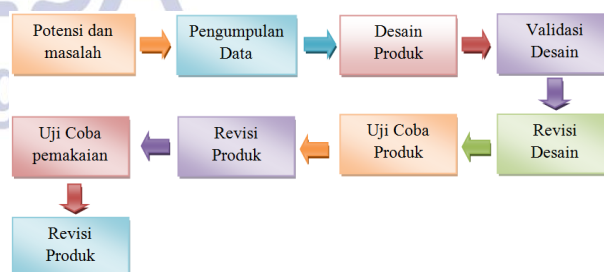 Potensi dan
masalah
Pengumpulan
Data
Desain
Produk
Validasi
Desain
Revisi
Desain
Uji Coba
Produk
Revisi
Produk
Uji Coba
pemakaian
Revisi
Produk